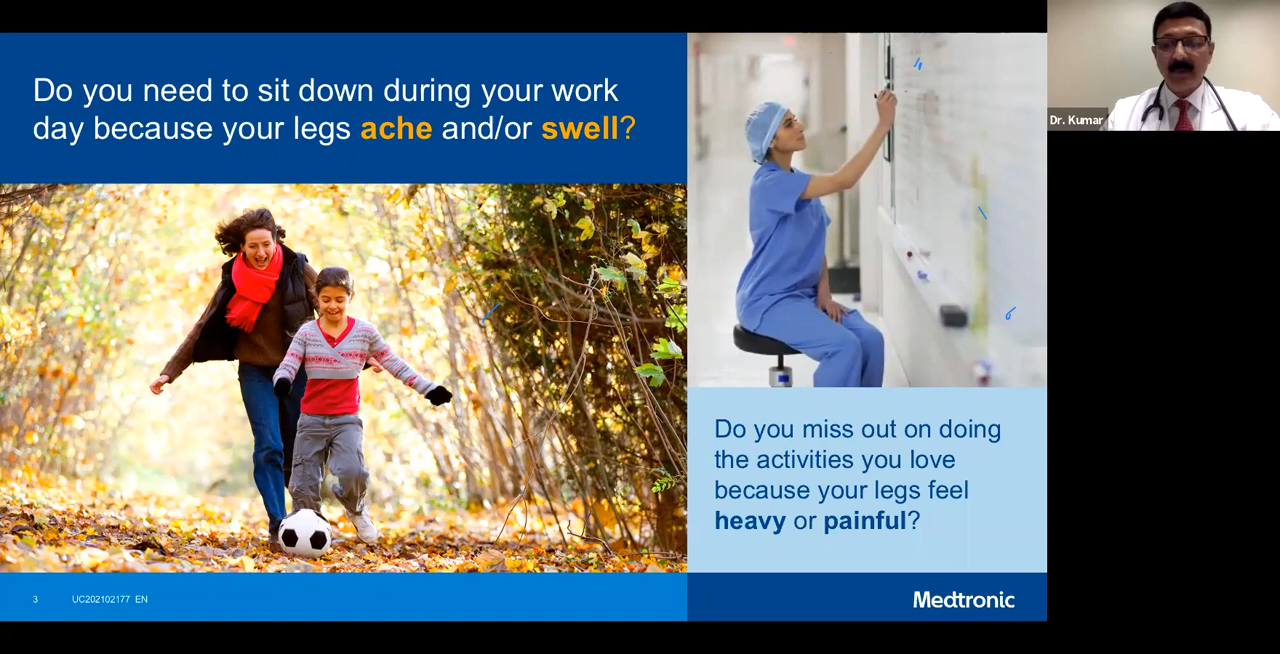 Do you need to sit down during your work
day because your legs ache and/or swell?
Dr. Kumar
Do you miss out on doing
the activities you love
because your legs feel
heavy or painful?
3 UC202102177 EN
Medtronic